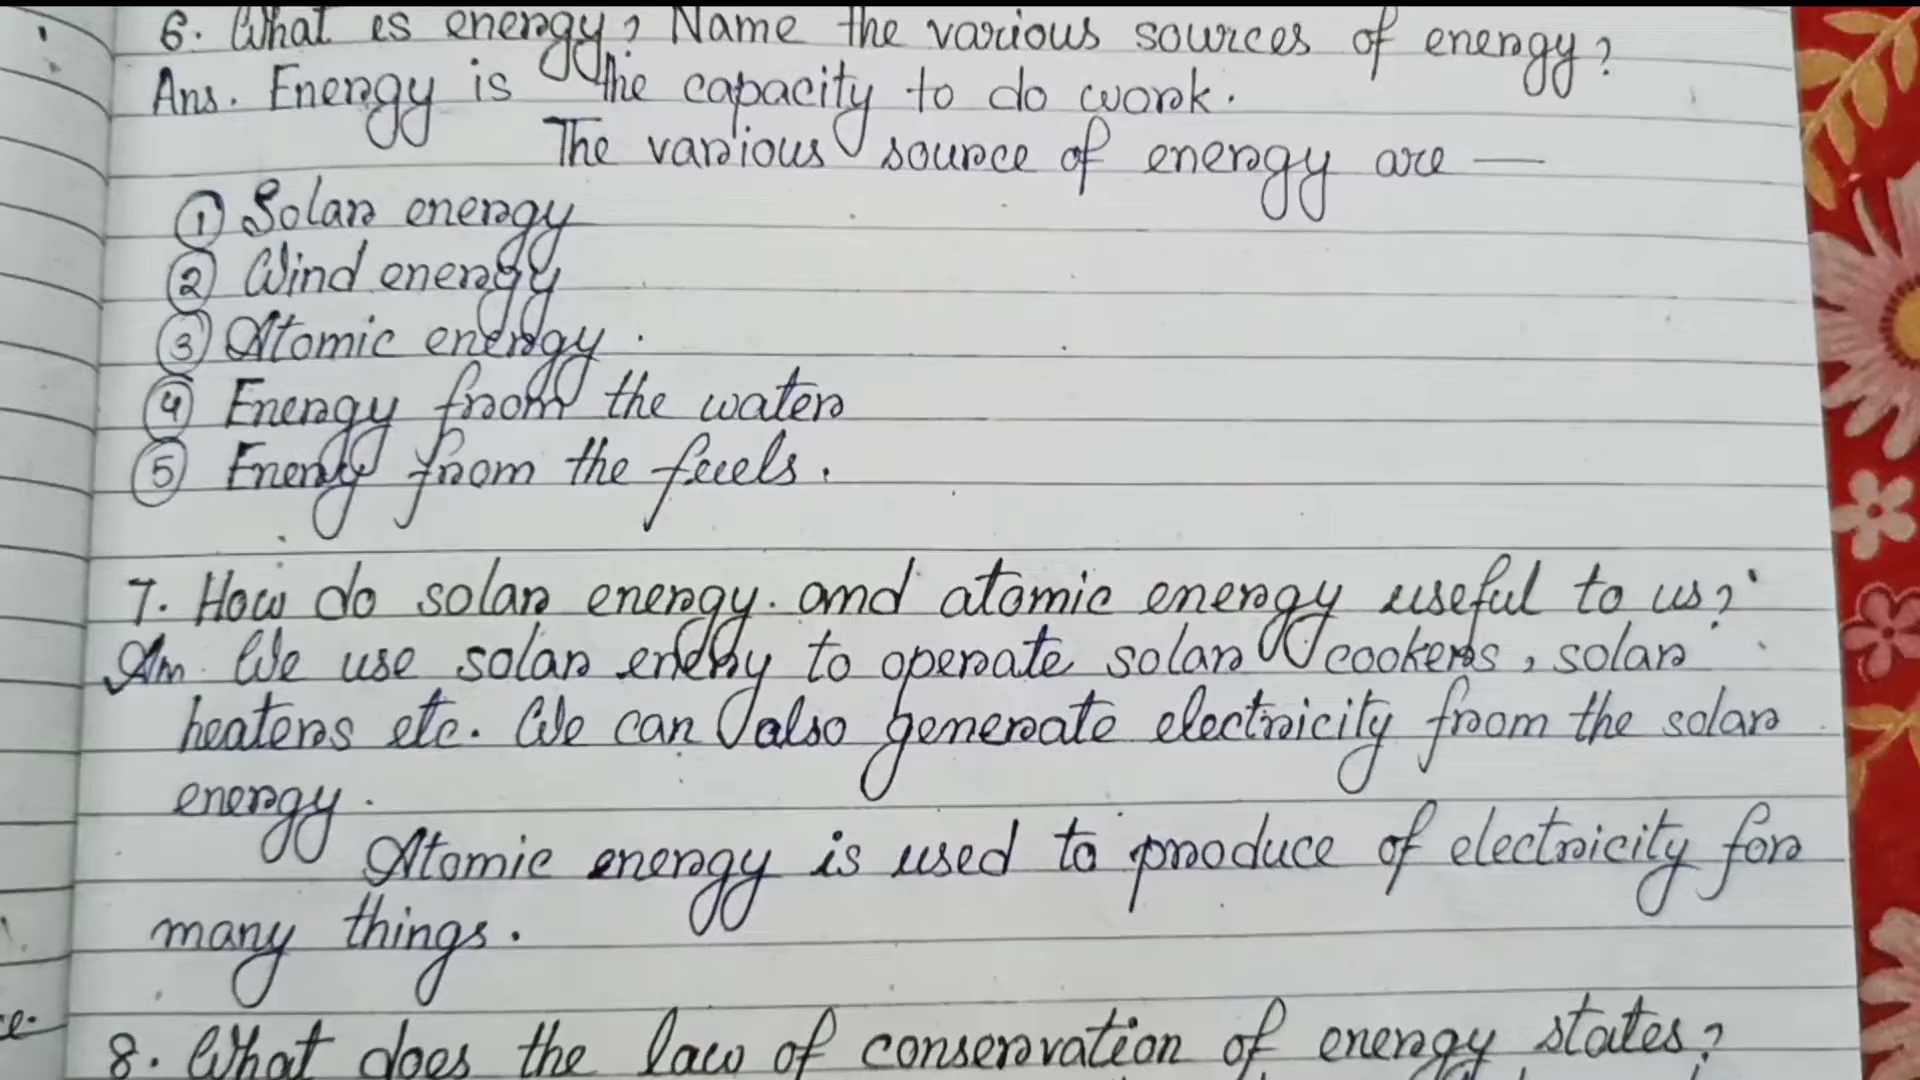 6. What is energy? Name the various sources of energy?
Ans. Energy is the capacity to do work.
The various source of energy are —
① Solar energy
② Wind energy
③ Atomic energy.
④ Energy from the water
⑤ Energy from the fuels.
7. How do solar energy and atomic energy useful to us?
Ans. We use solar energy to operate solar cookers, solar
heaters etc. We can also generate electricity from the solar
energy.
Atomic energy is used to produce of electricity for
many things.
8. What does the law of conservation of energy states?